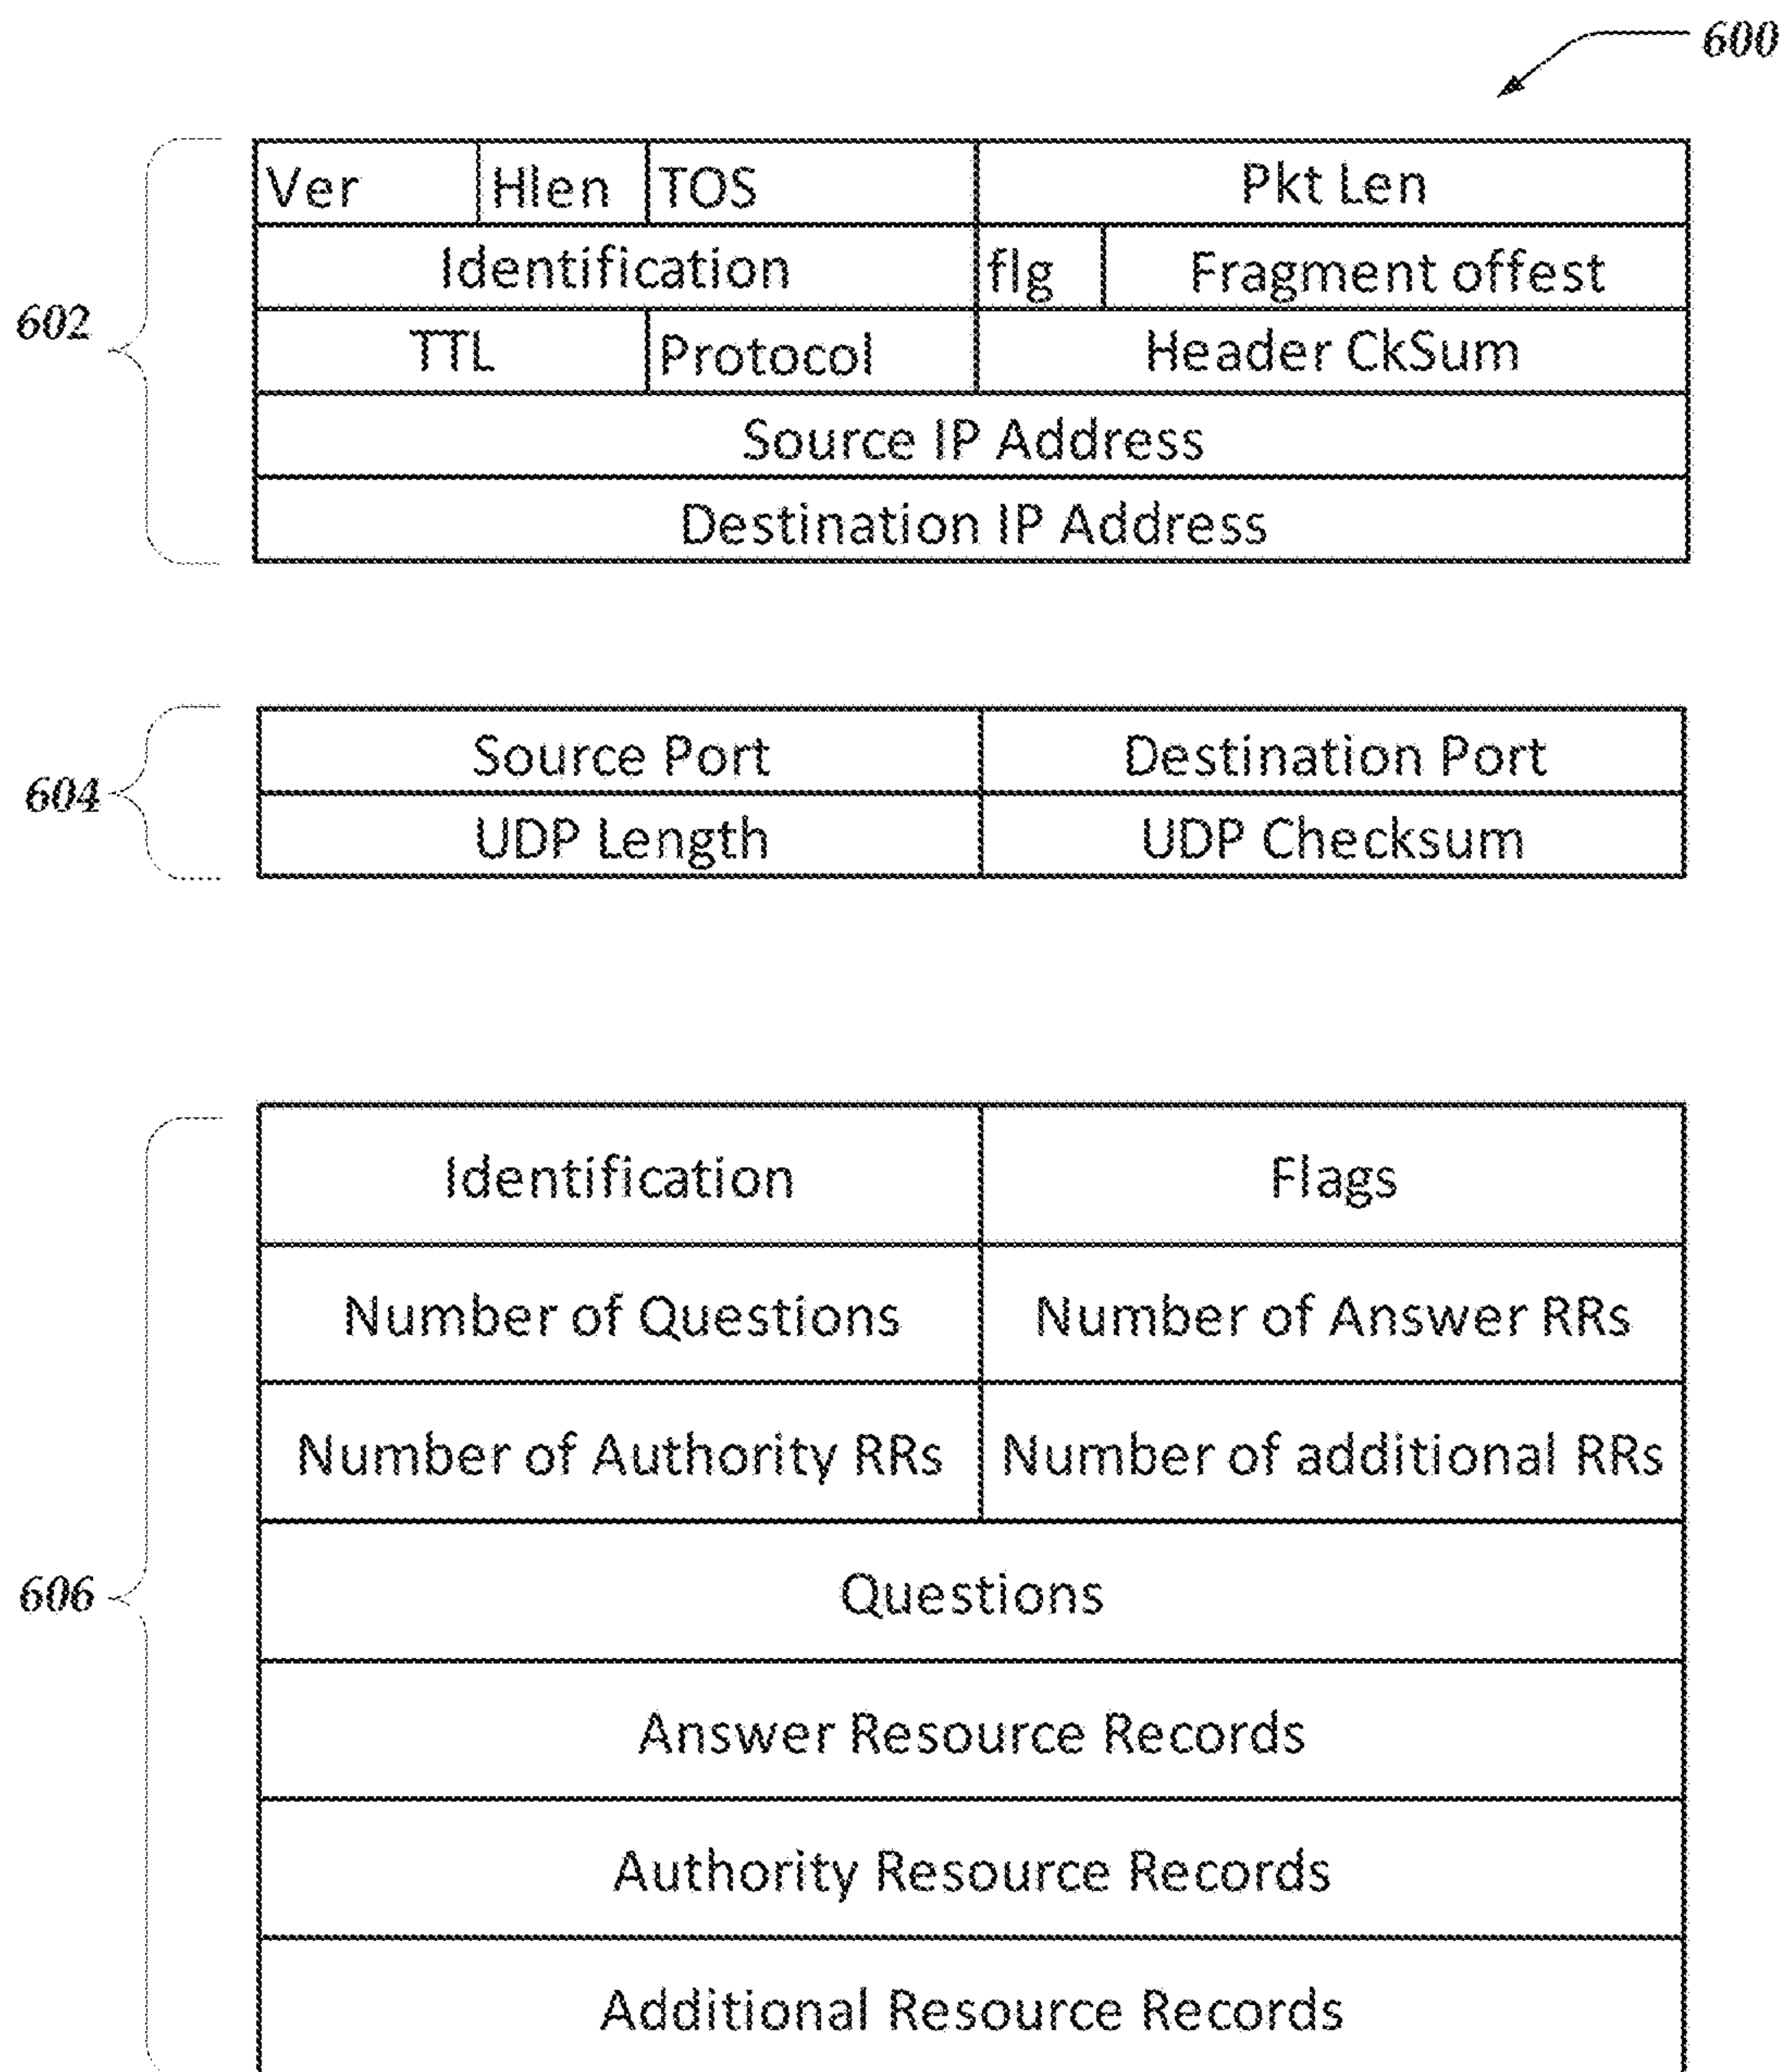 600
Ver Hlen TOS Pkt Len
Identification flg Fragment offest
602
TTL Protocol Header CkSum
Source IP Address
Destination IP Address
Source Port Destination Port
604
UDP Length UDP Checksum
Identification Flags
Number of Questions Number of Answer RRs
Number of Authority RRs Number of additional RRs
606
Questions
Answer Resource Records
Authority Resource Records
Additional Resource Records